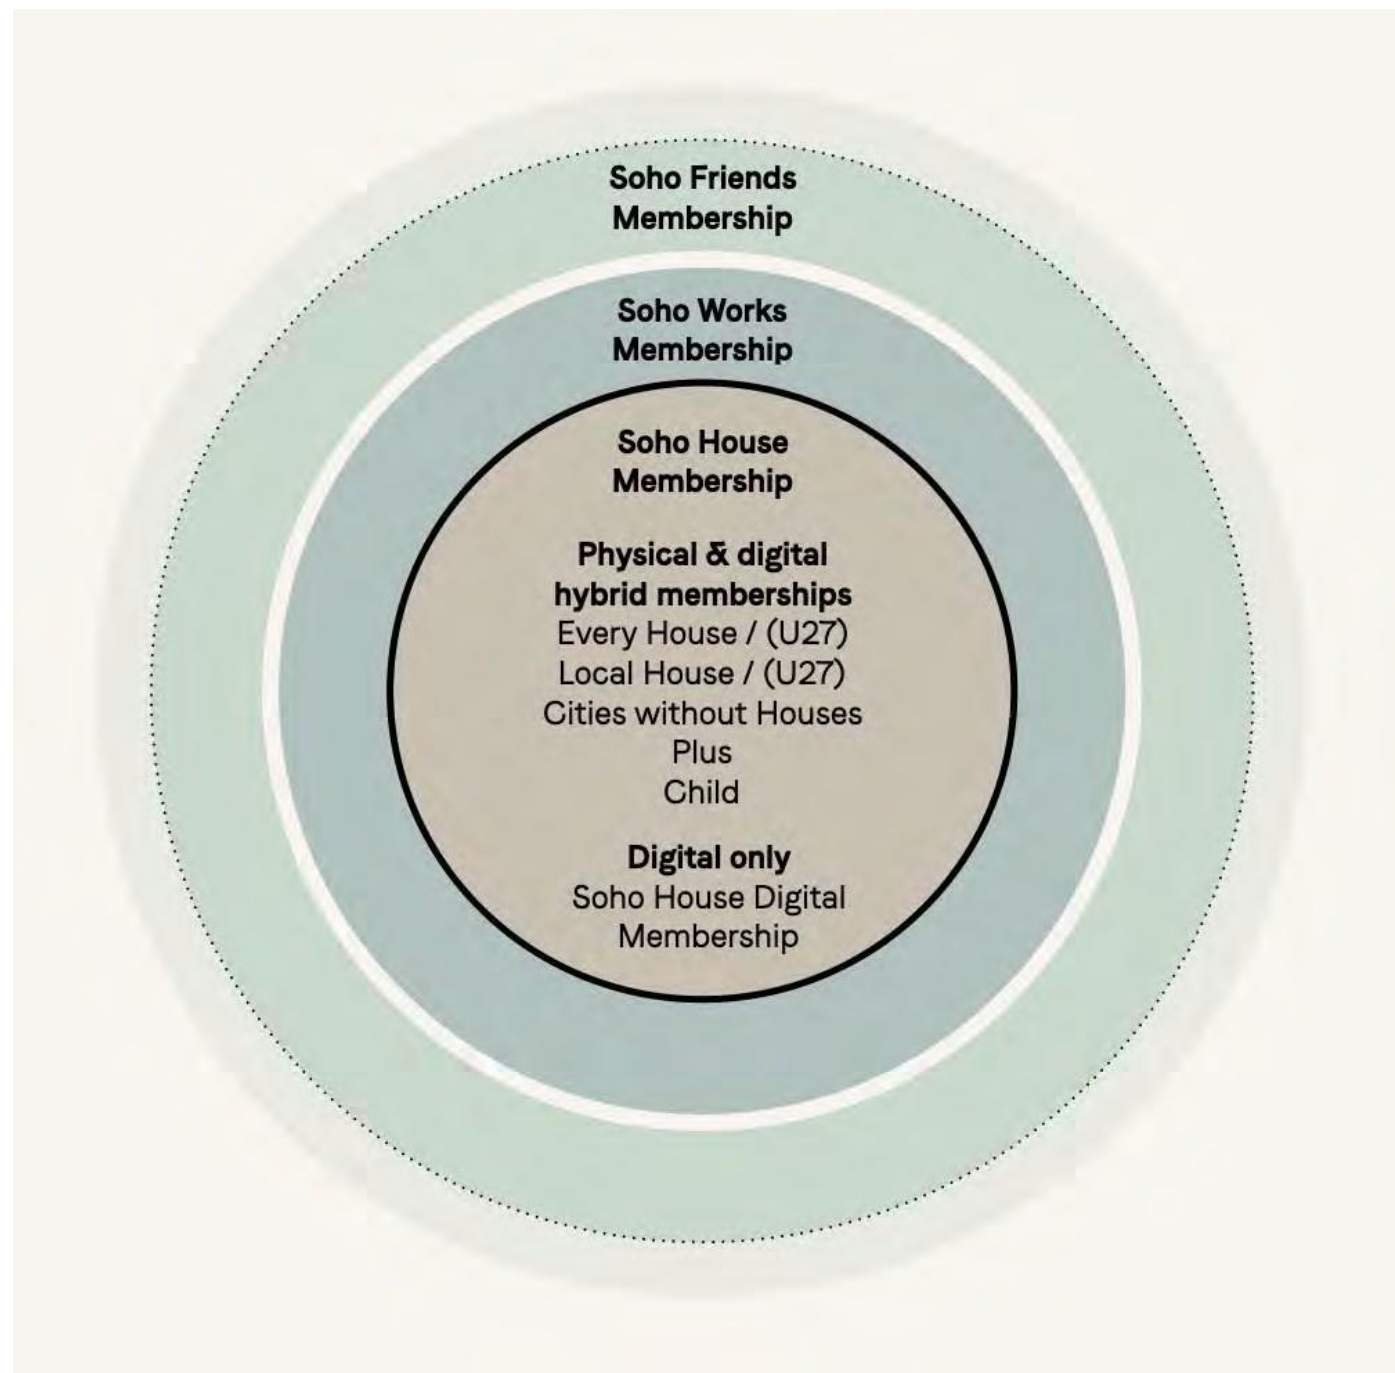 Soho Friends
Membership
Soho Works
Membership
Soho House
Membership
Physical & digital
hybrid memberships
Every House / (U27)
Local House / (U27)
Cities without Houses
Plus
Child
Digital only
Soho House Digital
Membership